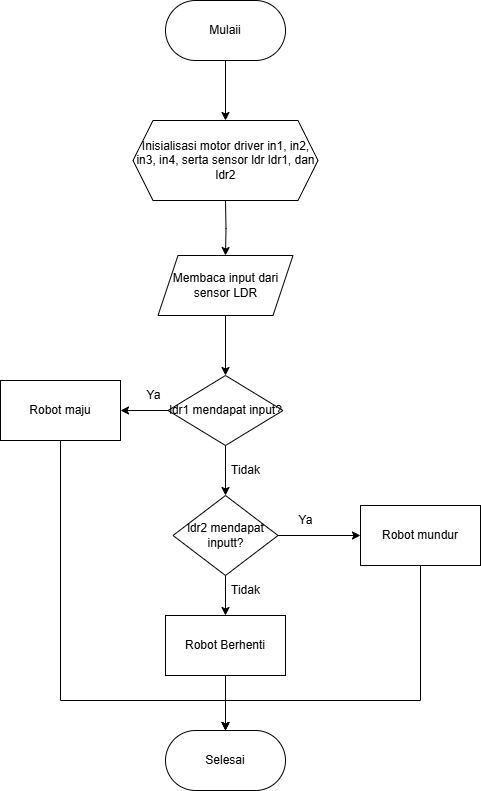 Mulaii
Inisialisasi motor driver in1, in2,
in3, in4, serta sensor ldr ldr1, dan
ldr2
Membaca input dari
sensor LDR
ldr1 mendapat input?
Ya
Robot maju
Tidak
ldr2 mendapat
inputt?
Ya
Robot mundur
Tidak
Robot Berhenti
Selesai